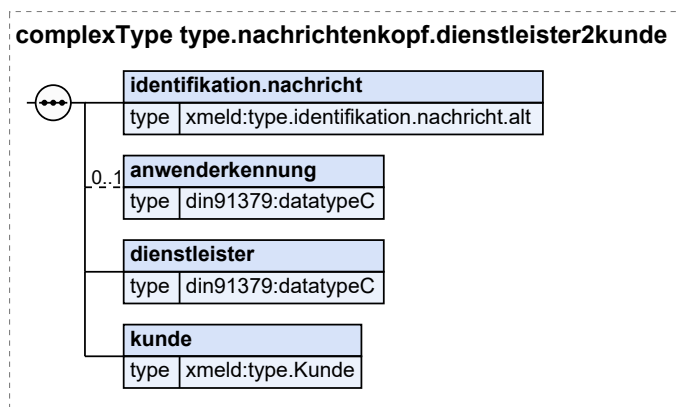 complexType type.nachrichtenkopf.dienstleister2kunde
identifikation.nachricht
type xmeld:type.identifikation.nachricht.alt
0..1
anwenderkennung
type din91379:datatypeC
dienstleister
type din91379:datatypeC
kunde
type xmeld:type.Kunde